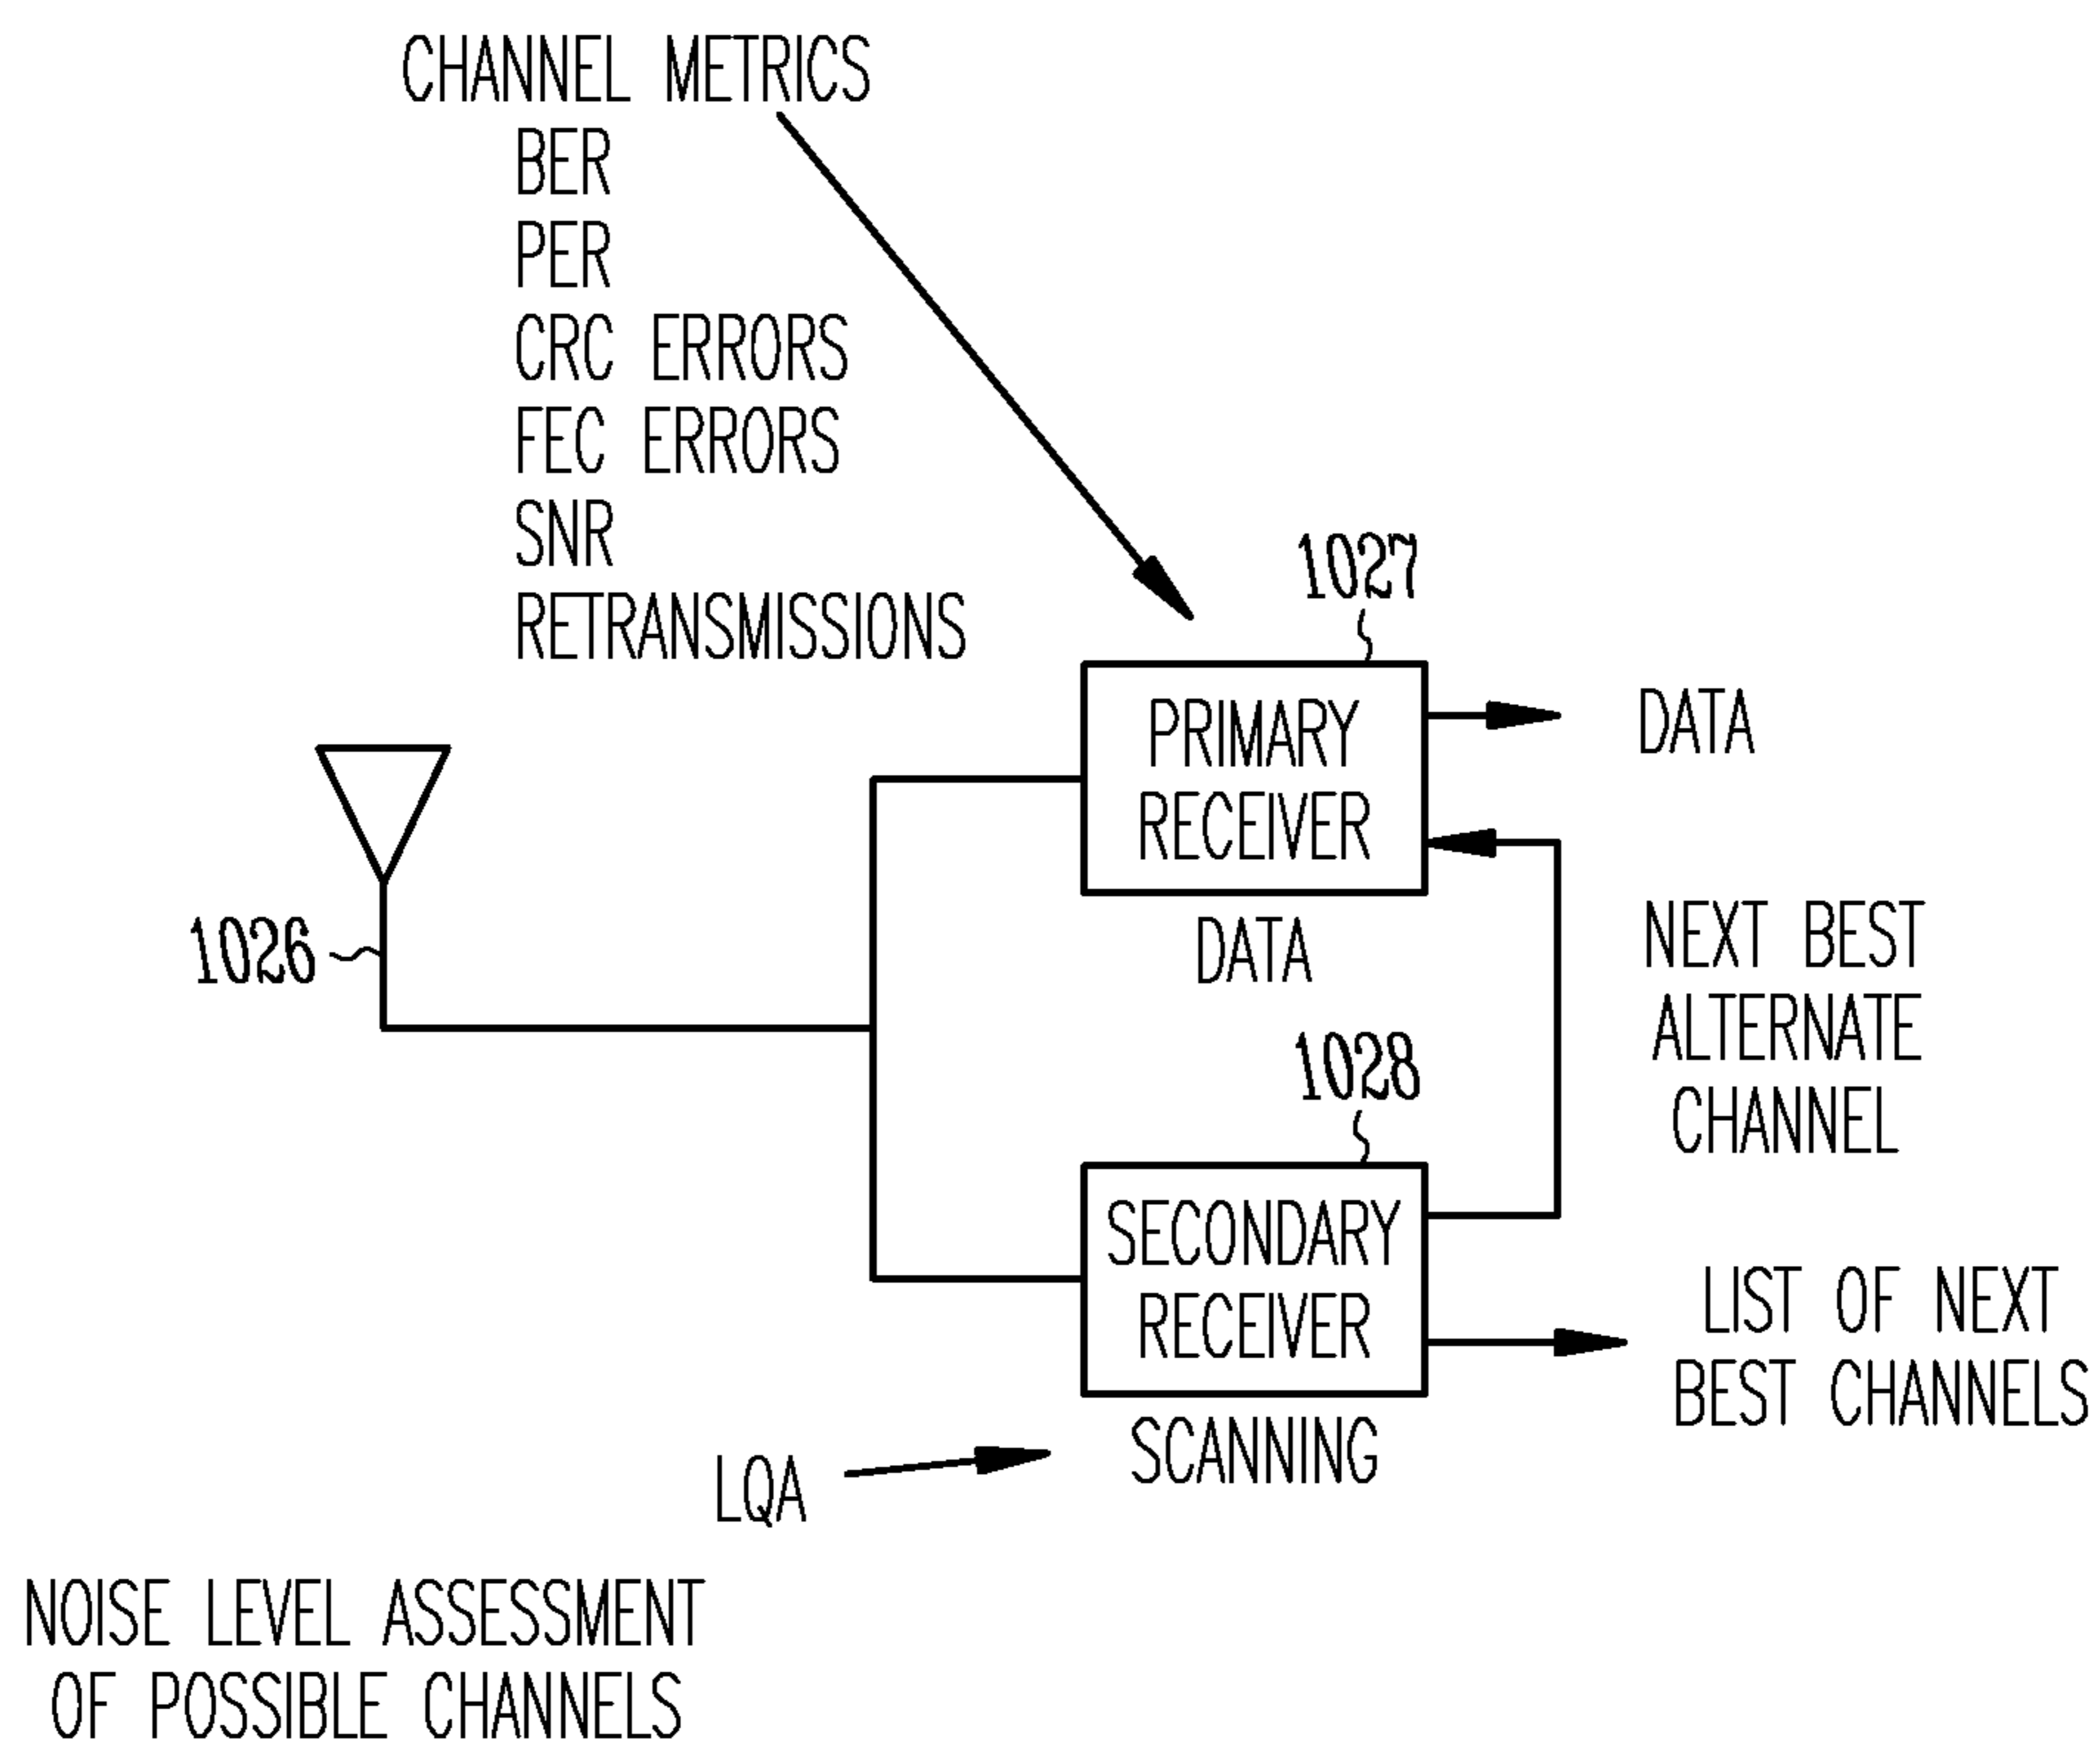 CHANNEL METRICS
BER
PER
CRC ERRORS
FEC ERRORS
SNR
RETRANSMISSIONS
1027
PRIMARY
RECEIVER
DATA
DATA
1026
NEXT BEST
ALTERNATE
CHANNEL
1028
SECONDARY
RECEIVER
SCANNING
LIST OF NEXT
BEST CHANNELS
LQA
NOISE LEVEL ASSESSMENT
OF POSSIBLE CHANNELS